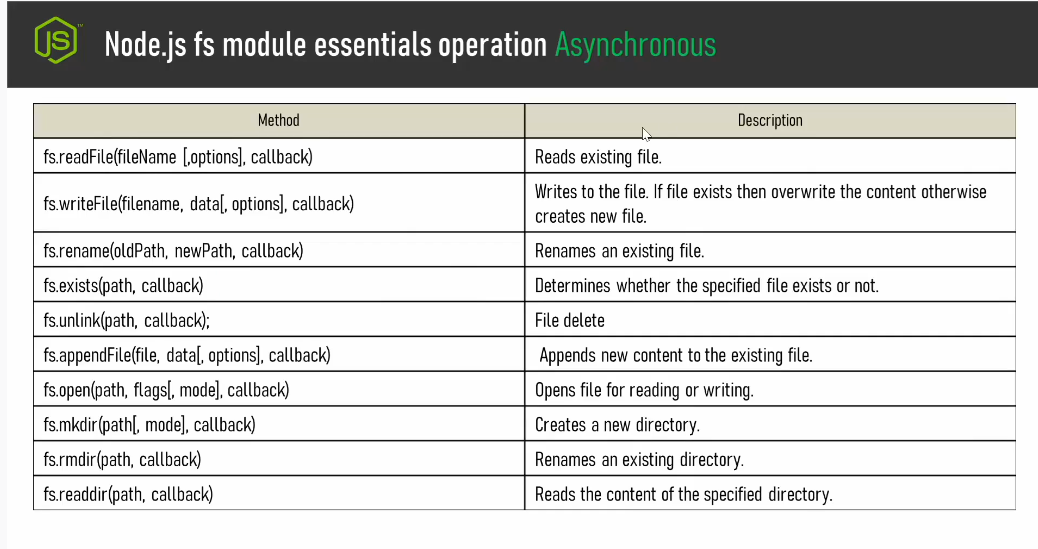 JS
Node.js fs module essentials operation Asynchronous
Method Description
fs.readFile(fileName [,options], callback) Reads existing file.
fs.writeFile(filename, data[, options], callback) Writes to the file. If file exists then overwrite the content otherwise
creates new file.
fs.rename(oldPath, newPath, callback) Renames an existing file.
fs.exists(path, callback) Determines whether the specified file exists or not.
fs.unlink(path, callback); File delete
fs.appendFile(file, data[, options], callback) Appends new content to the existing file.
fs.open(path, flags[, mode], callback) Opens file for reading or writing.
fs.mkdir(path[, mode], callback) Creates a new directory.
fs.rmdir(path, callback) Renames an existing directory.
fs.readdir(path, callback) Reads the content of the specified directory.